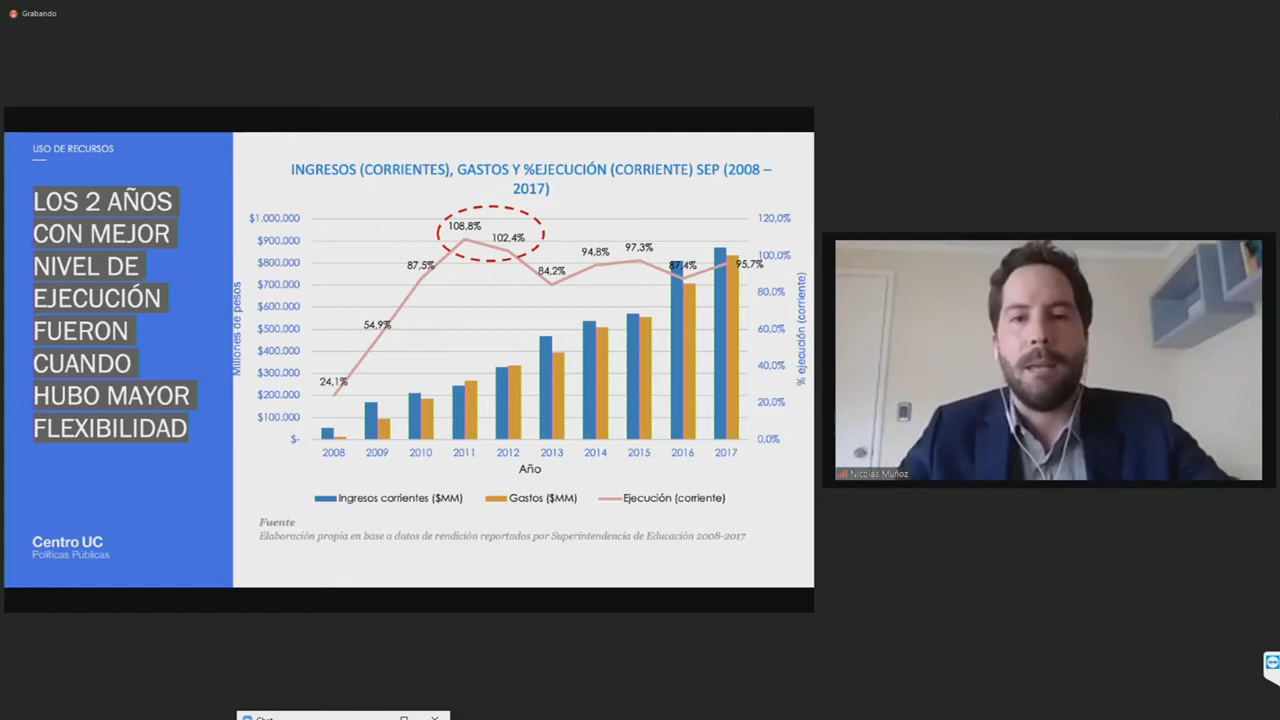 Grabando
USO DE RECURSOS
LOS 2 AÑOS
CON MEJOR
NIVEL DE
EJECUCIÓN
FUERON
CUANDO
HUBO MAYOR
FLEXIBILIDAD
Centro UC
Políticas Públicas
INGRESOS (CORRIENTES), GASTOS Y %EJECUCIÓN (CORRIENTE) SEP (2008 –
2017)
Millones de pesos
$1.000.000
$900.000
$800.000
$700.000
$600.000
$500.000
$400.000
$300.000
$200.000
$100.000
$-
24,1%
54,9%
87,5%
108,8%
102,4%
84,2%
94,8%
97,3%
87,4%
95,7%
120,0%
100,0%
80,0%
60,0%
40,0%
20,0%
0,0%
% ejecución (corriente)
2008 2009 2010 2011 2012 2013 2014 2015 2016 2017
Año
Ingresos corrientes ($MM) Gastos ($MM) Ejecución (corriente)
Fuente
Elaboración propia en base a datos de rendición reportados por Superintendencia de Educación 2008-2017
Nicolás Muñoz